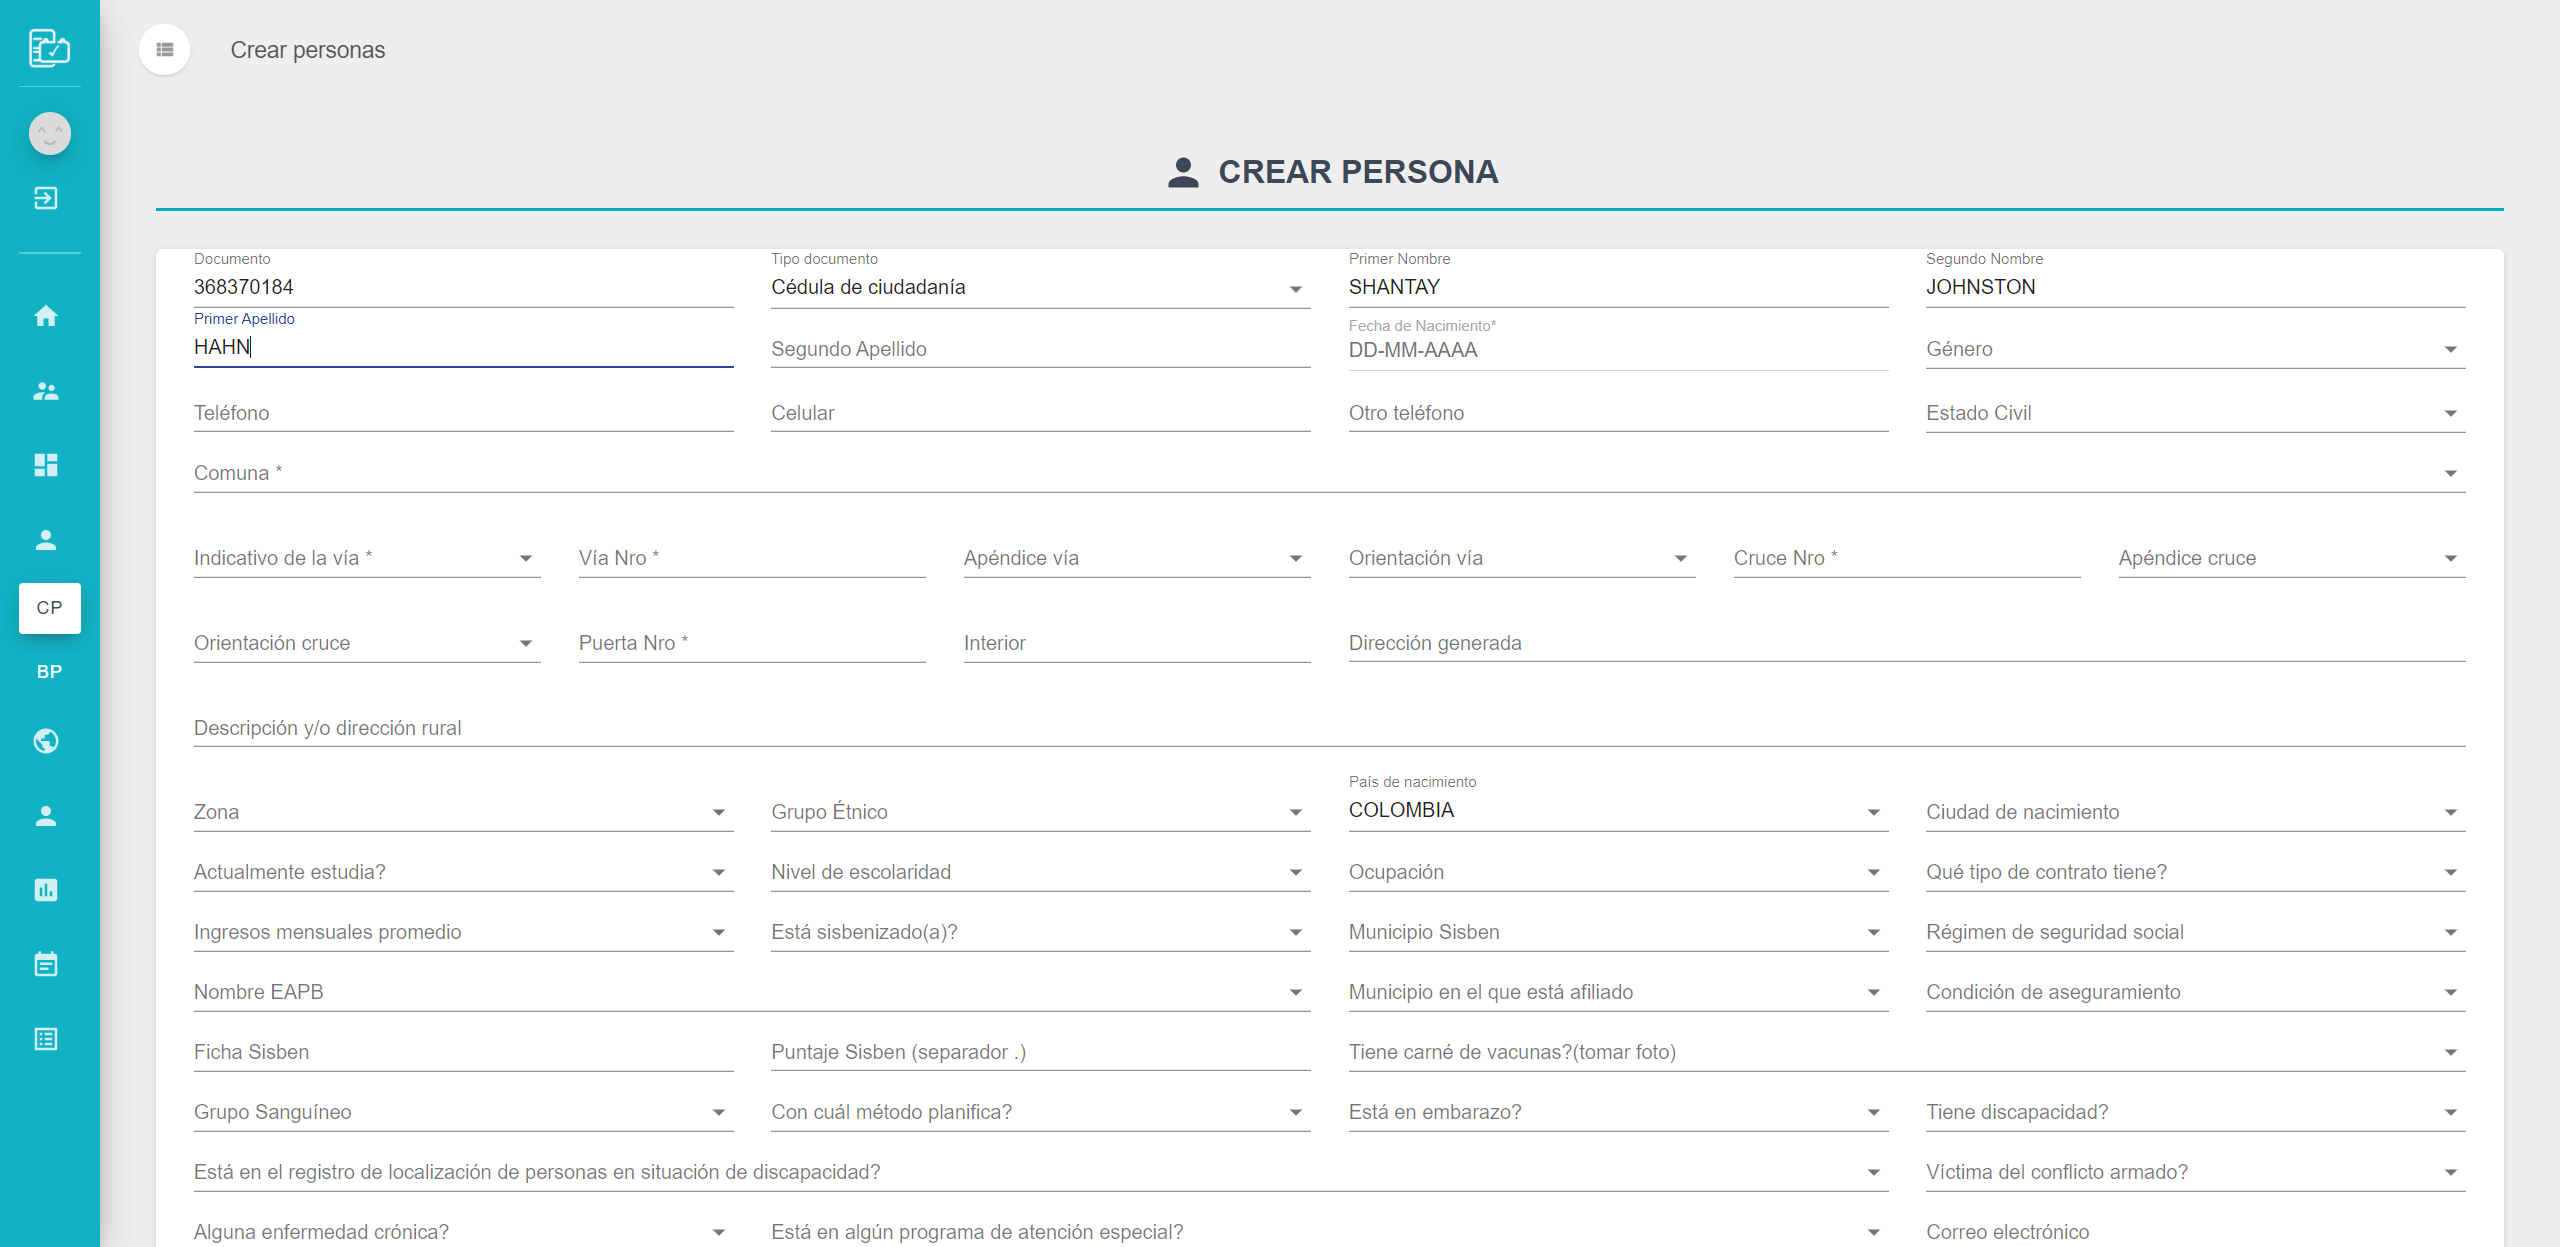 Crear personas
CREAR PERSONA
Documento Tipo documento Primer Nombre Segundo Nombre
368370184 Cédula de ciudadanía SHANTAY JOHNSTON
Primer Apellido Fecha de Nacimiento*
HAHN Segundo Apellido DD-MM-AAAA Género
Teléfono Celular Otro teléfono Estado Civil
Comuna *
Indicativo de la vía * Vía Nro * Apéndice vía Orientación vía Cruce Nro * Apéndice cruce
CP
Orientación cruce Puerta Nro * Interior Dirección generada
BP
Descripción y/o dirección rural
País de nacimiento
Zona Grupo Étnico COLOMBIA Ciudad de nacimiento
Actualmente estudia? Nivel de escolaridad Ocupación Qué tipo de contrato tiene?
Ingresos mensuales promedio Está sisbenizado(a)? Municipio Sisben Régimen de seguridad social
Nombre EAPB Municipio en el que está afiliado Condición de aseguramiento
Ficha Sisben Puntaje Sisben (separador .) Tiene carné de vacunas?(tomar foto)
Grupo Sanguíneo Con cuál método planifica? Está en embarazo? Tiene discapacidad?
Está en el registro de localización de personas en situación de discapacidad? Víctima del conflicto armado?
Alguna enfermedad crónica? Está en algún programa de atención especial? Correo electrónico